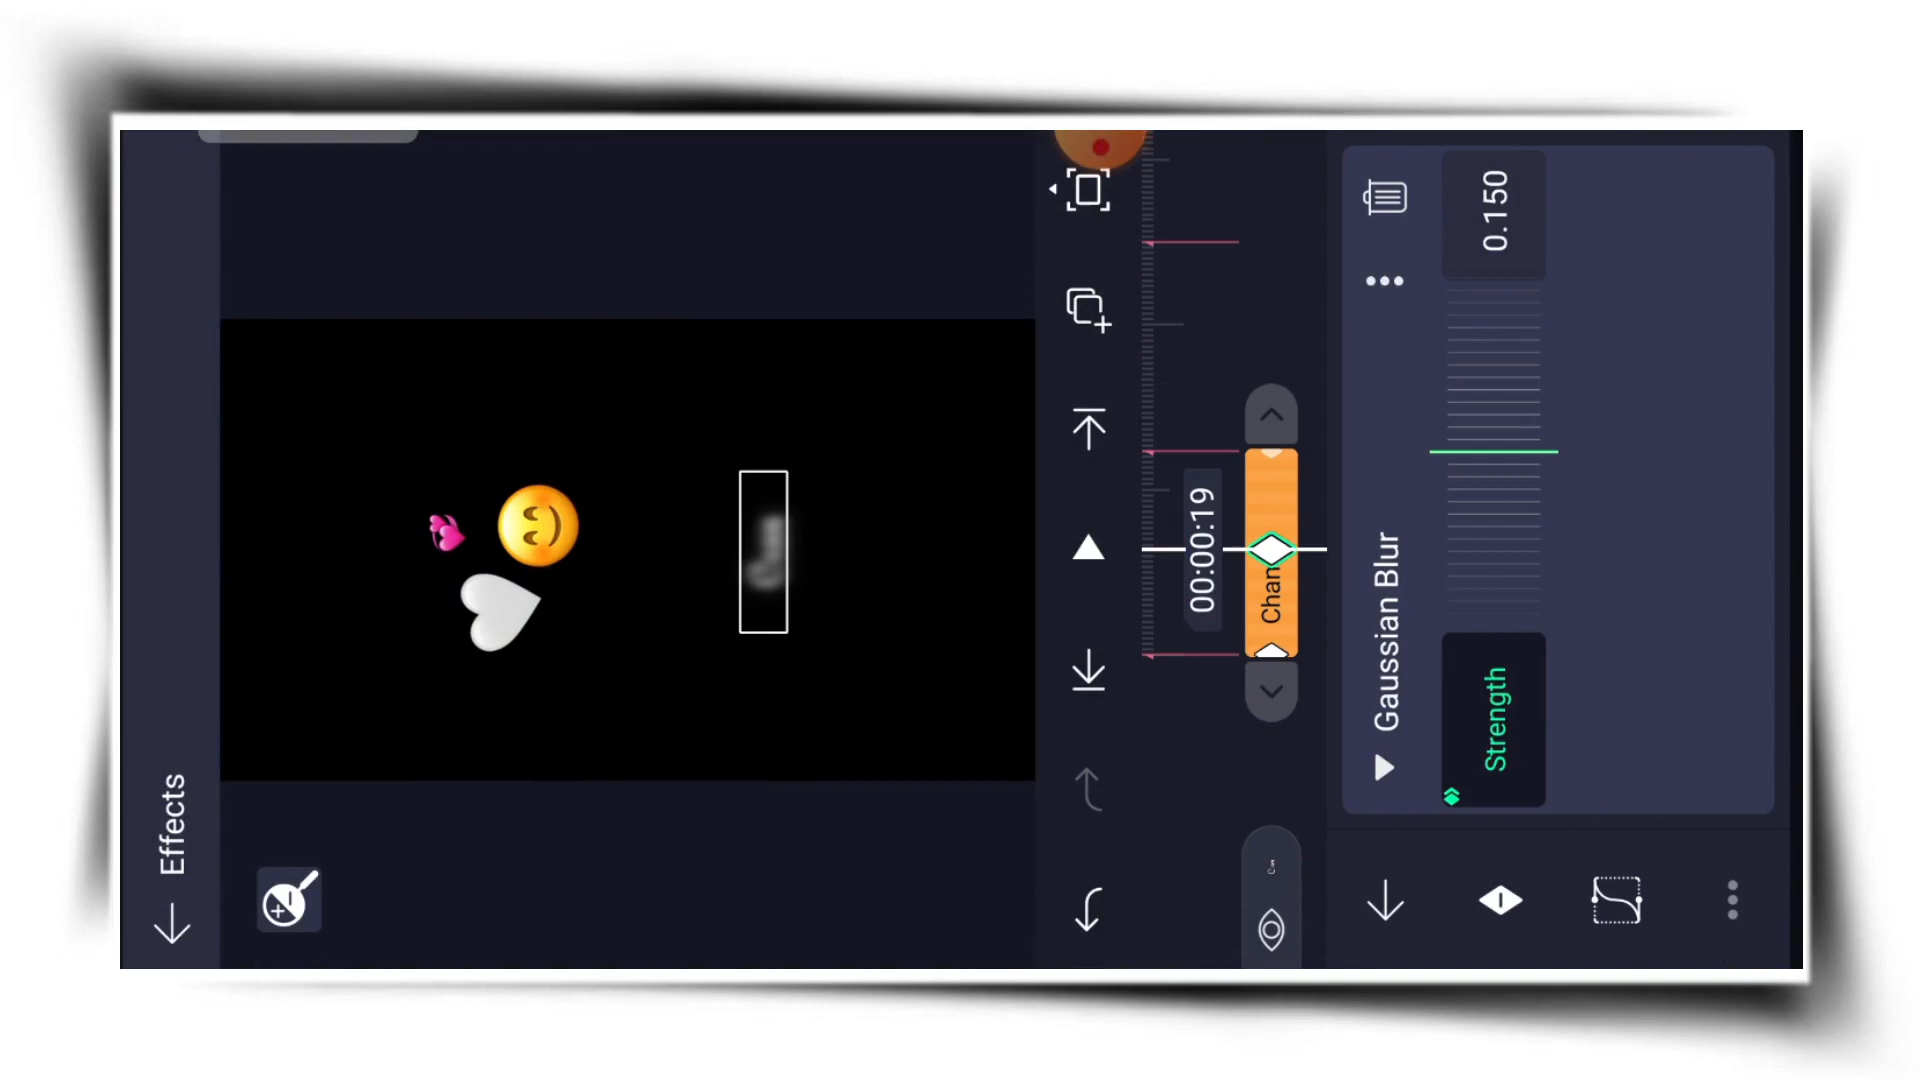 Effects
00:00:19
Chan
Gaussian Blur
Strength
0.150